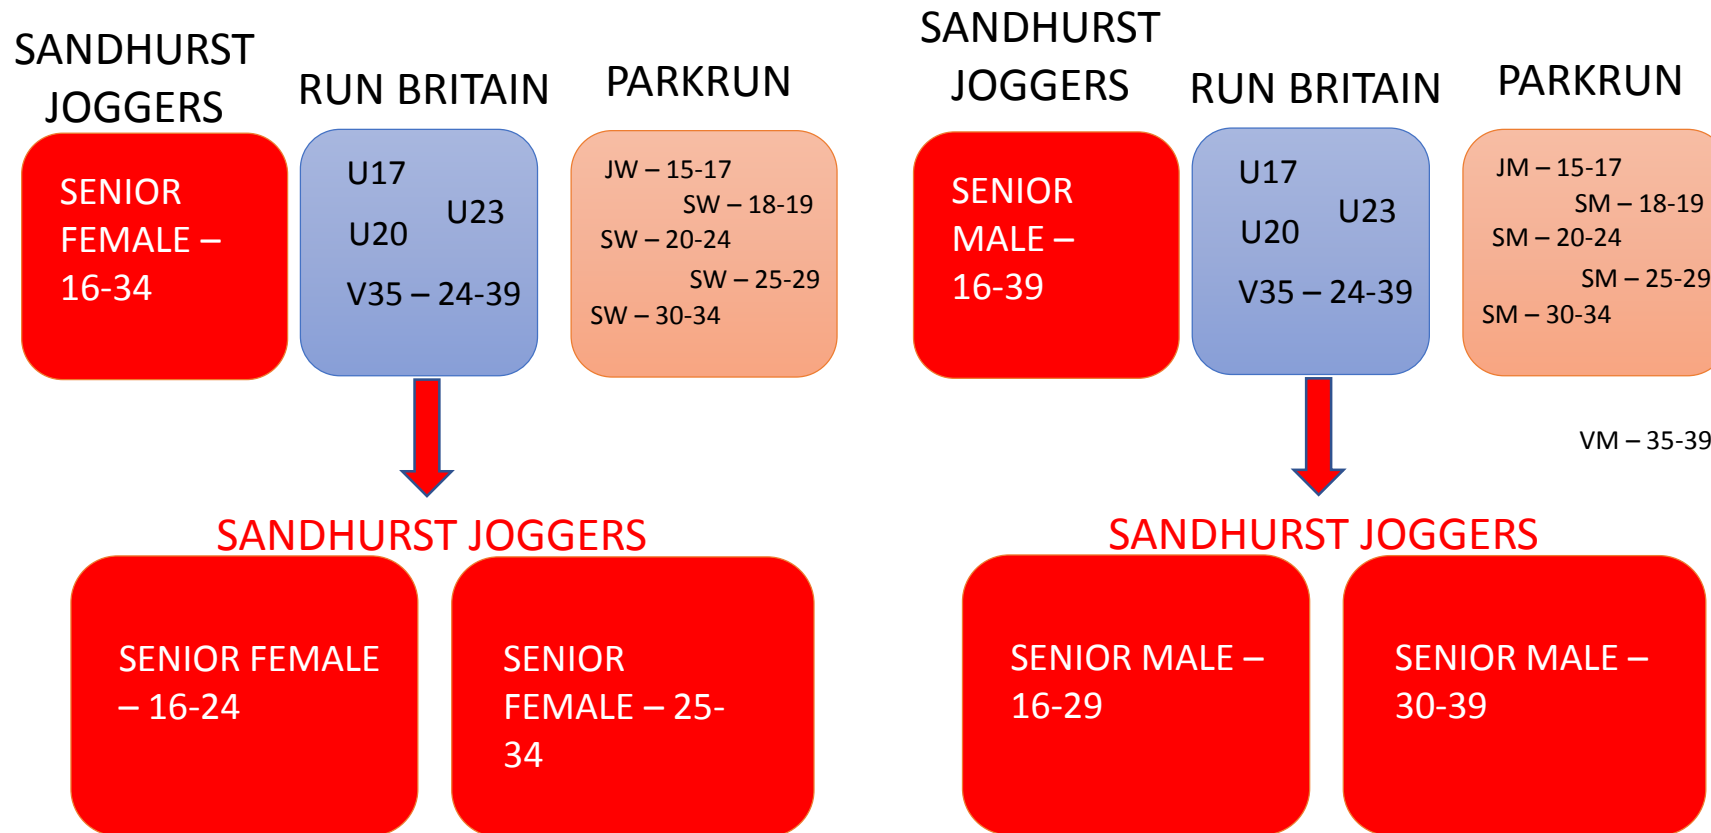 SANDHURST
JOGGERS
RUN BRITAIN
PARKRUN
SENIOR
FEMALE –
16-34
U17
U23
U20
V35 – 24-39
JW – 15-17
SW – 18-19
SW – 20-24
SW – 25-29
SW – 30-34
SANDHURST JOGGERS
SENIOR FEMALE
– 16-24
SENIOR
FEMALE – 25-
34
SANDHURST
JOGGERS
RUN BRITAIN
PARKRUN
SENIOR
MALE –
16-39
U17
U23
U20
V35 – 24-39
JM – 15-17
SM – 18-19
SM – 20-24
SM – 25-29
SM – 30-34
VM – 35-39
SANDHURST JOGGERS
SENIOR MALE –
16-29
SENIOR MALE –
30-39